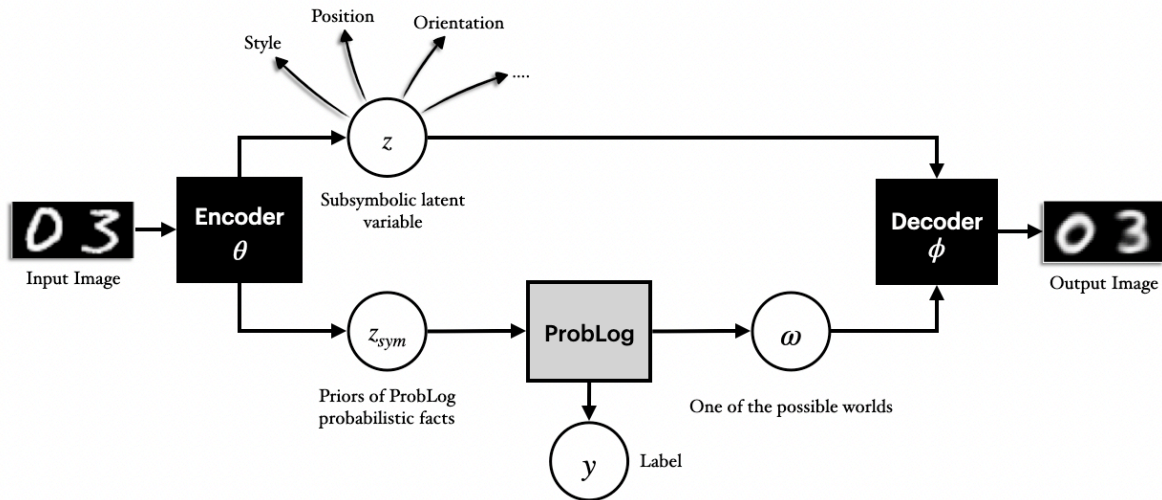 Position
Orientation
Style
....
z
Subsymbolic latent
variable
Encoder
θ
0 3
Input Image
Decoder
ϕ
0 3
Output Image
z_sym
Priors of ProbLog
probabilistic facts
ProbLog
ω
One of the possible worlds
y
Label